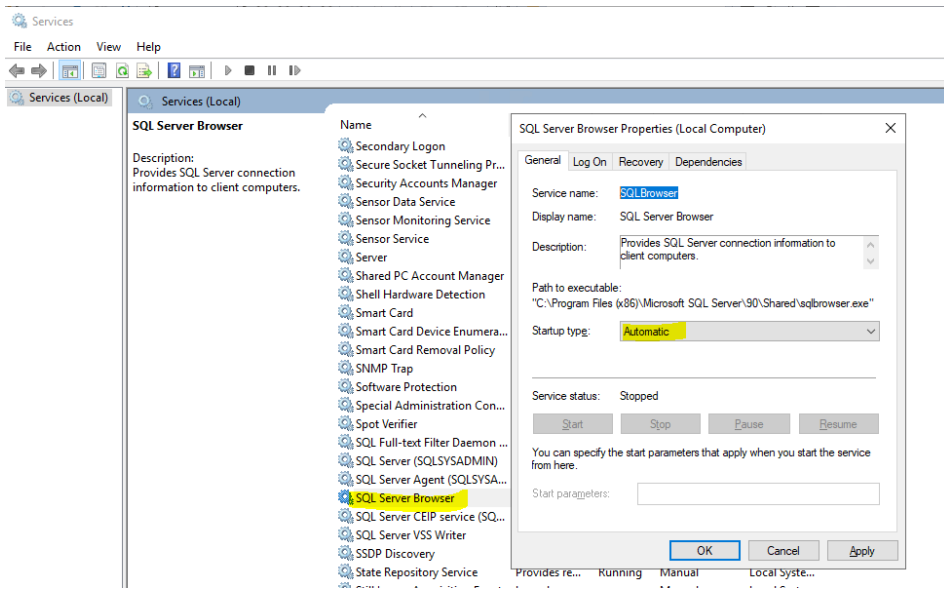 Services
File Action View Help
Services (Local)
Services (Local)
SQL Server Browser
Description:
Provides SQL Server connection
information to client computers.
Name
Secondary Logon
Secure Socket Tunneling Pr...
Security Accounts Manager
Sensor Data Service
Sensor Monitoring Service
Sensor Service
Server
Shared PC Account Manager
Shell Hardware Detection
Smart Card
Smart Card Device Enumera...
Smart Card Removal Policy
SNMP Trap
Software Protection
Special Administration Con...
Spot Verifier
SQL Full-text Filter Daemon ...
SQL Server (SQLSYSADMIN)
SQL Server Agent (SQLSYSA...
SQL Server Browser
SQL Server CEIP service (SQ...
SQL Server VSS Writer
SSDP Discovery
State Repository Service Provides re... Running Manual Local Syste...
SQL Server Browser Properties (Local Computer)
General Log On Recovery Dependencies
Service name: SQLBrowser
Display name: SQL Server Browser
Description: Provides SQL Server connection information to
client computers.
Path to executable:
"C:\Program Files (x86)\Microsoft SQL Server\90\Shared\sqlbrowser.exe"
Startup type: Automatic
Service status: Stopped
Start Stop Pause Resume
You can specify the start parameters that apply when you start the service
from here.
Start parameters:
OK Cancel Apply